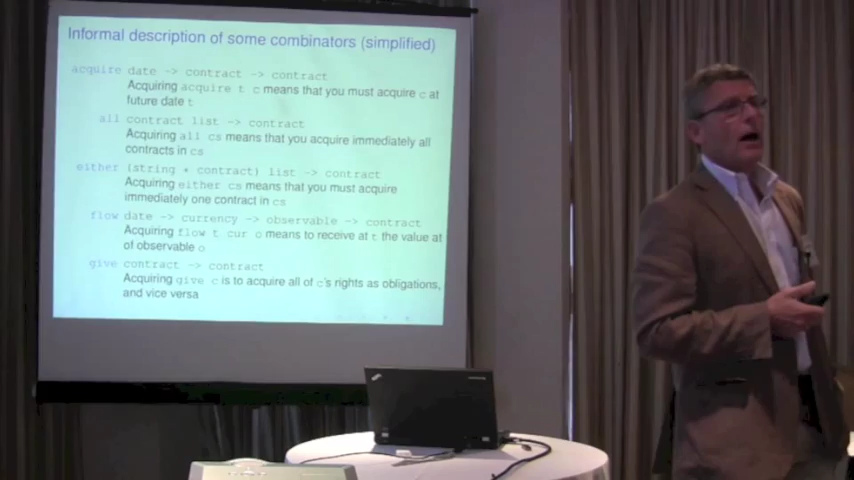 Informal description of some combinators (simplified)
acquire date -> contract -> contract
Acquiring acquire t c means that you must acquire c at
future date t
all contract list -> contract
Acquiring all cs means that you acquire immediately all
contracts in cs
either (string * contract) list -> contract
Acquiring either cs means that you must acquire
immediately one contract in cs
flow date -> currency -> observable -> contract
Acquiring flow t cur o means to receive at t the value at
of observable o
give contract -> contract
Acquiring give c is to acquire all of c's rights as obligations,
and vice versa